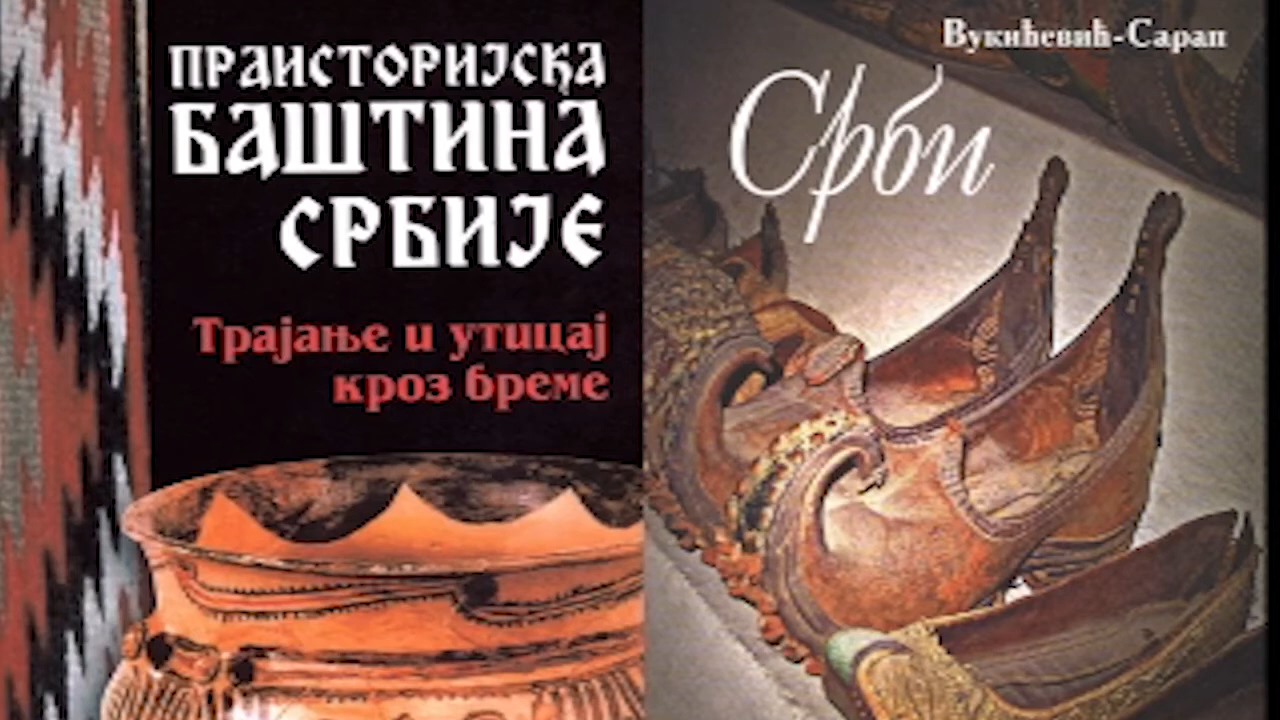 ПРАИСТОРИЈСКА
БАШТИНА
СРБИЈЕ
Трајање и утицај
кроз време
Вукићевић-Сарап
Срби